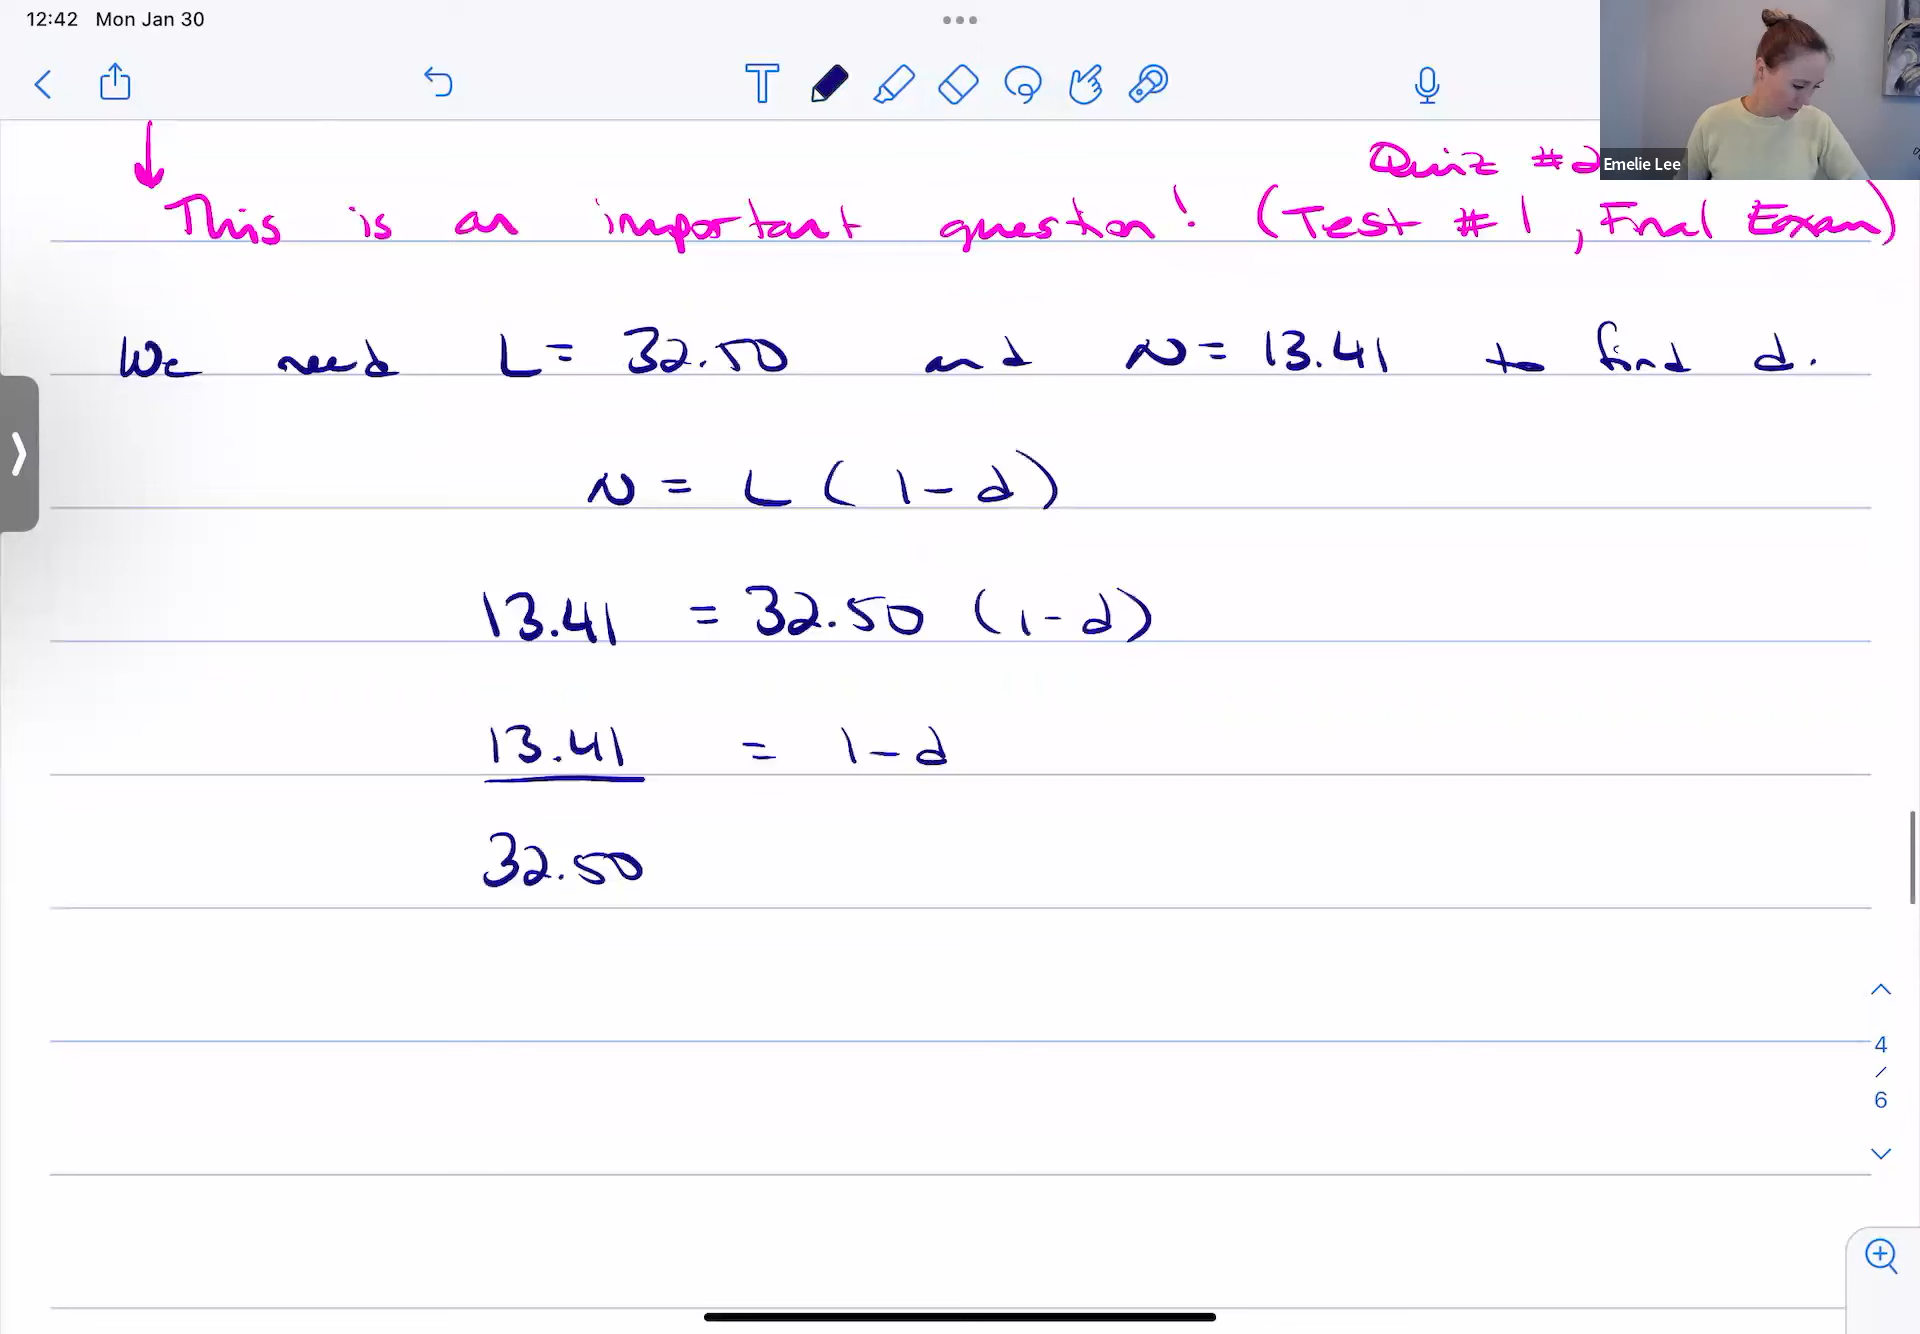 12:42 Mon Jan 30
T
Emelie Lee
Quiz #2
This is an important question! (Test #1, Final Exam)
We need L = 32.50 and N = 13.41 to find d.
N = L ( 1 - d )
13.41 = 32.50 ( 1 - d )
13.41 = 1 - d
32.50
4
/
6